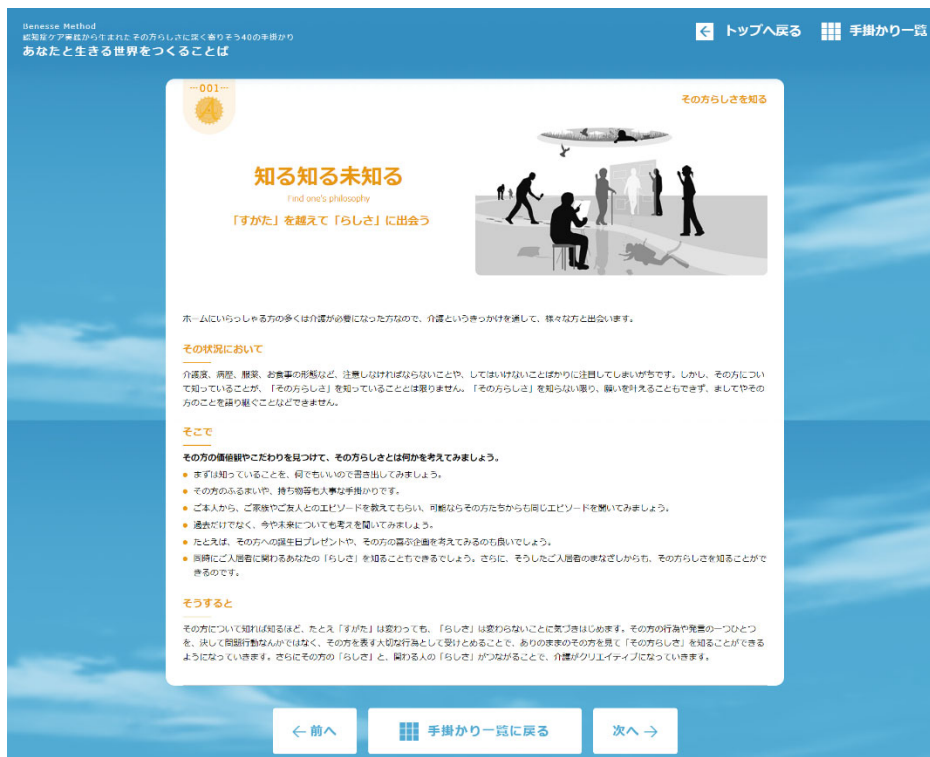 Benesse Method
認知症ケア実践から生まれたその方らしさに深く寄りそう40の手掛かり
あなたと生きる世界をつくることば
トップへ戻る
手掛かり一覧
001
その方らしさを知る
知る知る未知る
Find one's philosophy
「すがた」を越えて「らしさ」に出会う
ホームにいらっしゃる方の多くは介護が必要になった方なので、介護というきっかけを通して、様々な方と出会います。
その状況において
介護度、病歴、服薬、お食事の形態など、注意しなければならないことや、してはいけないことばかりに注目してしまいがちです。しかし、その方につい
て知っていることが、「その方らしさ」を知っていることとは限りません。「その方らしさ」を知らない限り、願いを叶えることもできず、ましてやその
方のことを語り継ぐことなどできません。
そこで
その方の価値観やこだわりを見つけて、その方らしさとは何かを考えてみましょう。
まずは知っていることを、何でもいいので書き出してみましょう。
その方のふるまいや、持ち物等も大事な手掛かりです。
ご本人から、ご家族やご友人とのエピソードを教えてもらい、可能ならその方たちからも同じエピソードを聞いてみましょう。
過去だけでなく、今や未来についても考えを聞いてみましょう。
たとえば、その方への誕生日プレゼントや、その方の喜ぶ企画を考えてみるのも良いでしょう。
同時にご入居者に関わるあなたの「らしさ」を知ることもできるでしょう。さらに、そうしたご入居者のまなざしからも、その方らしさを知ることがで
きるのです。
そうすると
その方について知れば知るほど、たとえ「すがた」は変わっても、「らしさ」は変わらないことに気づきはじめます。その方の行為や発言の一つひとつ
を、決して問題行動なんかではなく、その方を表す大切な行為として受けとめることで、ありのままのその方を見て「その方らしさ」を知ることができる
ようになっていきます。さらにその方の「らしさ」と、関わる人の「らしさ」がつながることで、介護がクリエイティブになっていきます。
前へ
手掛かり一覧に戻る
次へ